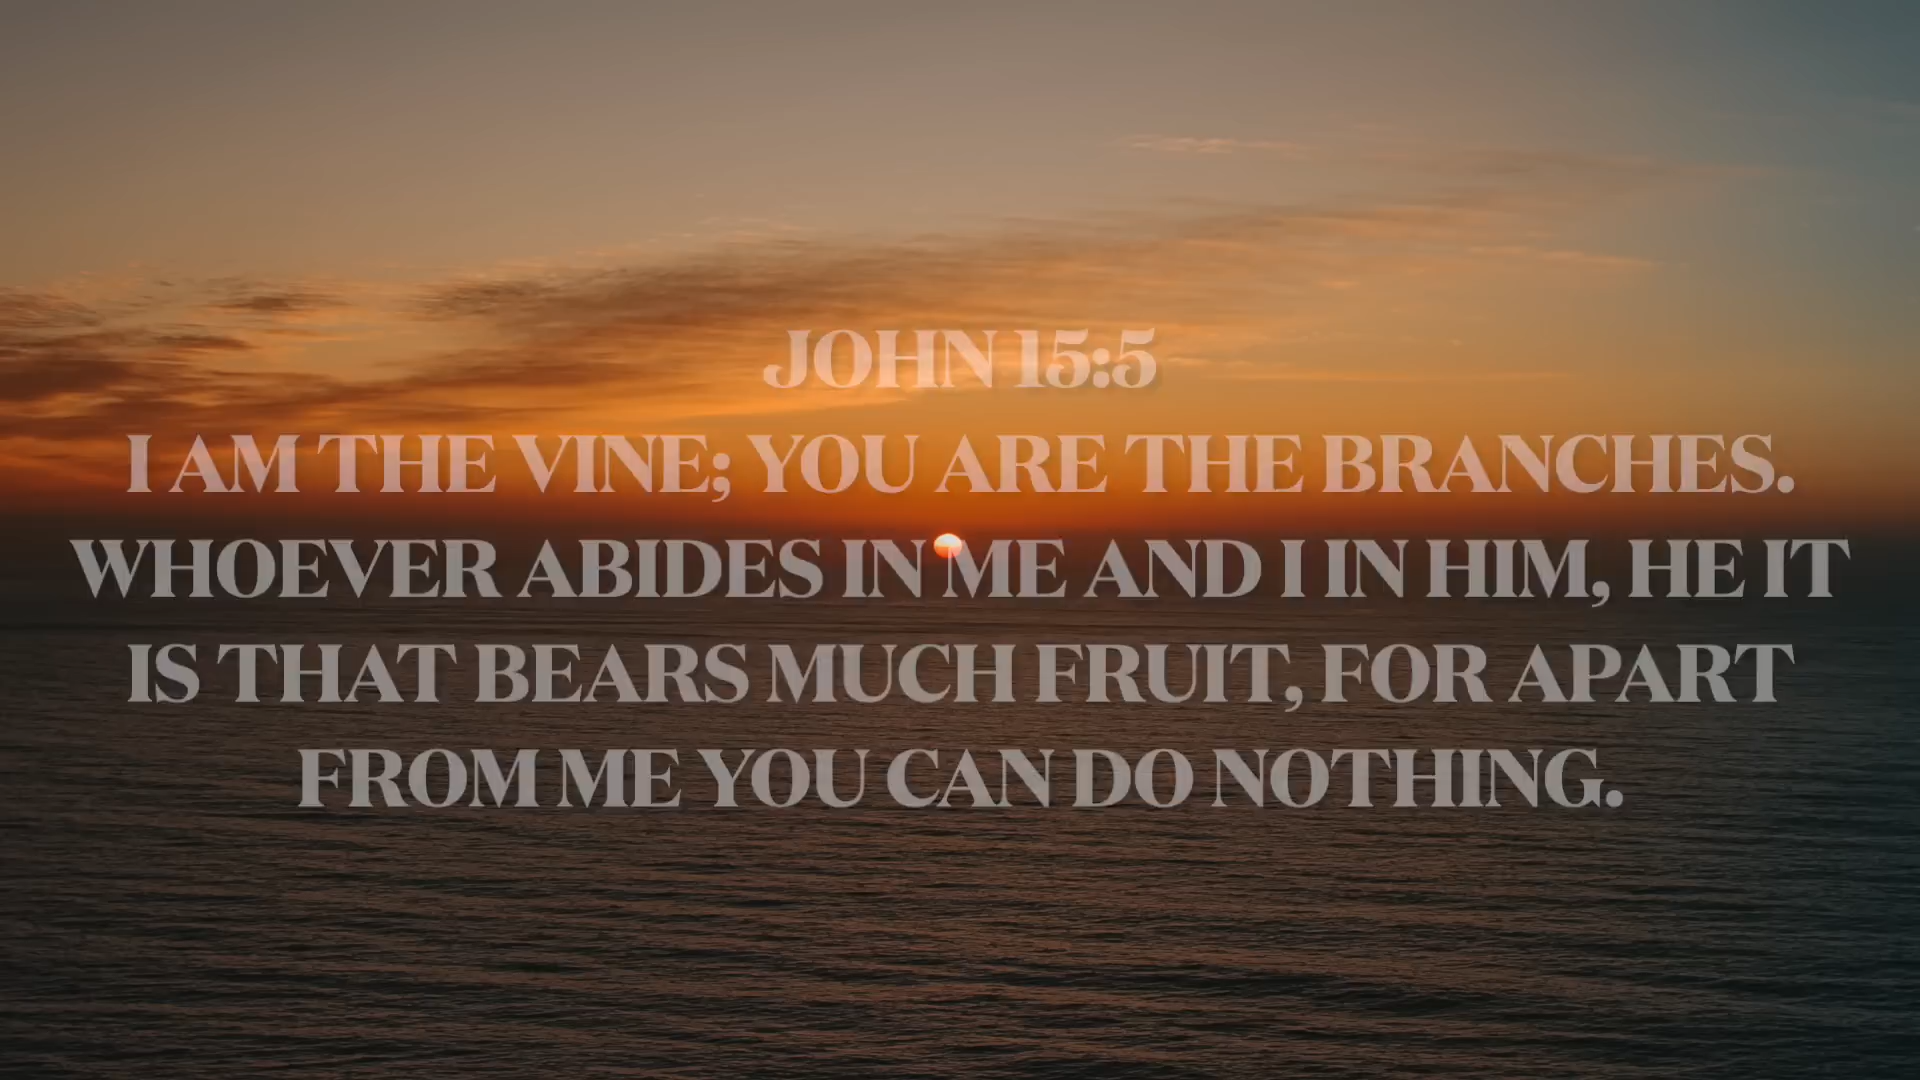 JOHN 15:5
I AM THE VINE; YOU ARE THE BRANCHES.
WHOEVER ABIDES IN ME AND I IN HIM, HE IT
IS THAT BEARS MUCH FRUIT, FOR APART
FROM ME YOU CAN DO NOTHING.